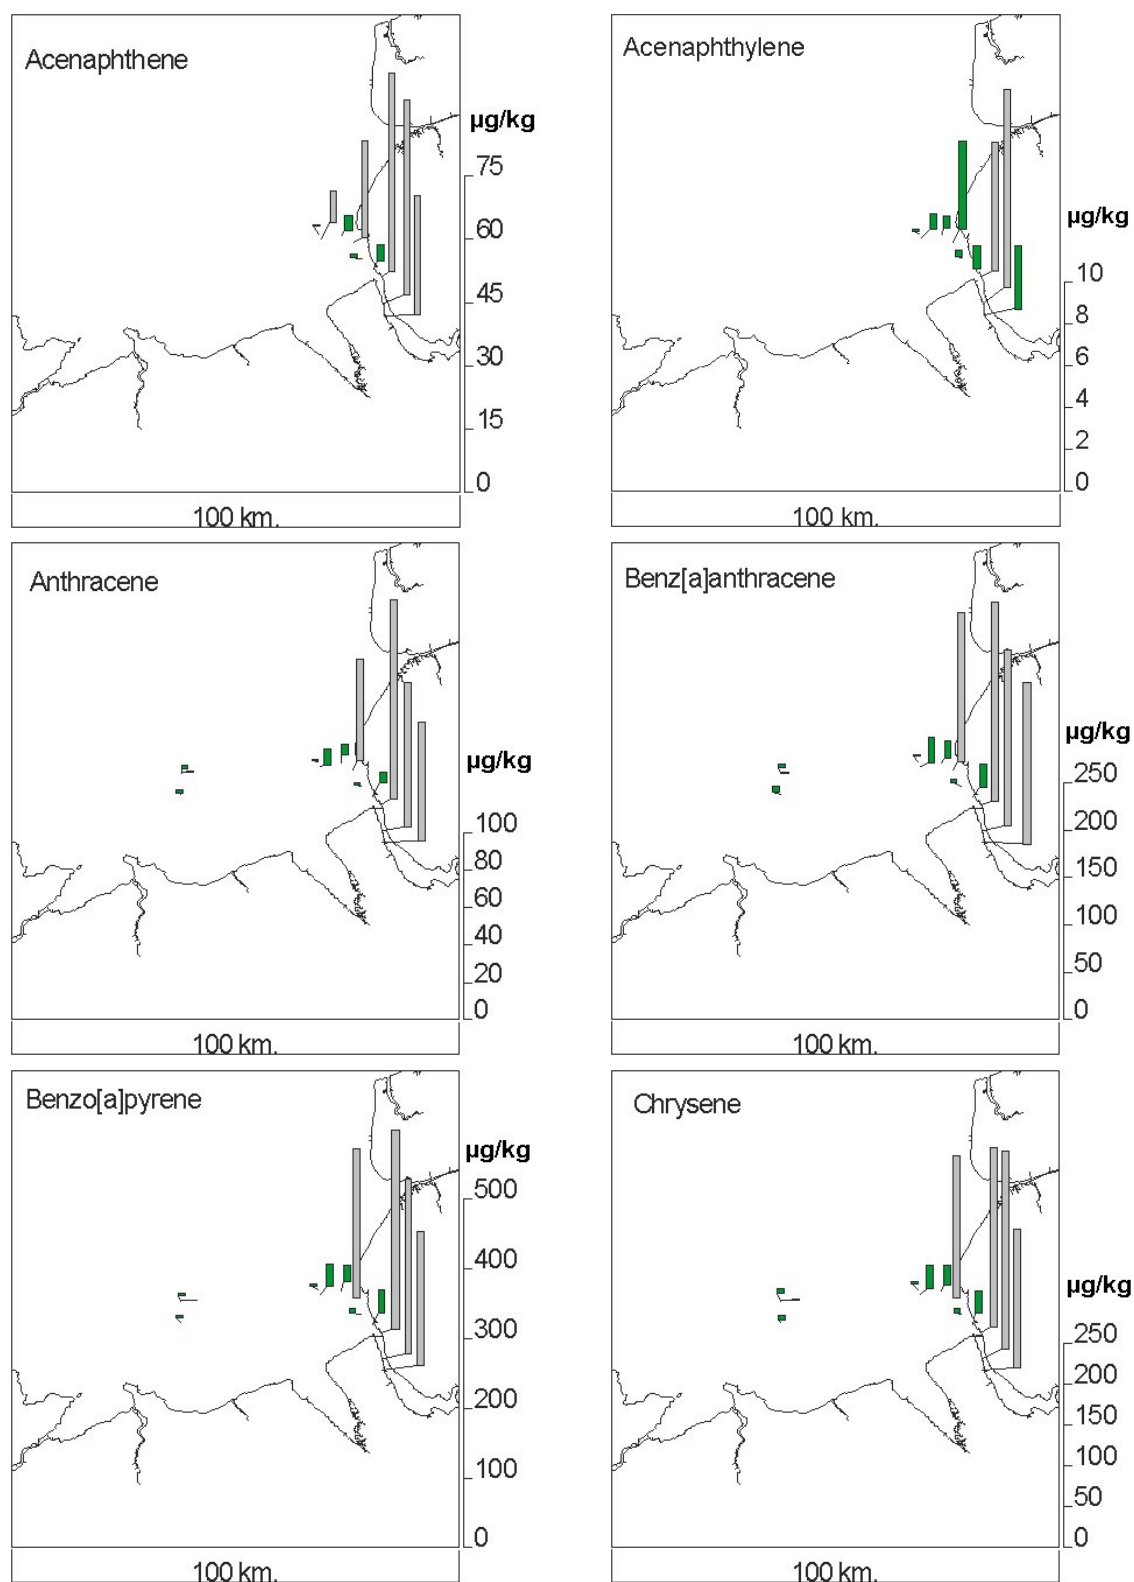 Acenaphthene
µg/kg
75
60
45
30
15
0
100 km.
Acenaphthylene
µg/kg
10
8
6
4
2
0
100 km.
Anthracene
µg/kg
100
80
60
40
20
0
100 km.
Benz[a]anthracene
µg/kg
250
200
150
100
50
0
100 km.
Benzo[a]pyrene
µg/kg
500
400
300
200
100
0
100 km.
Chrysene
µg/kg
250
200
150
100
50
0
100 km.